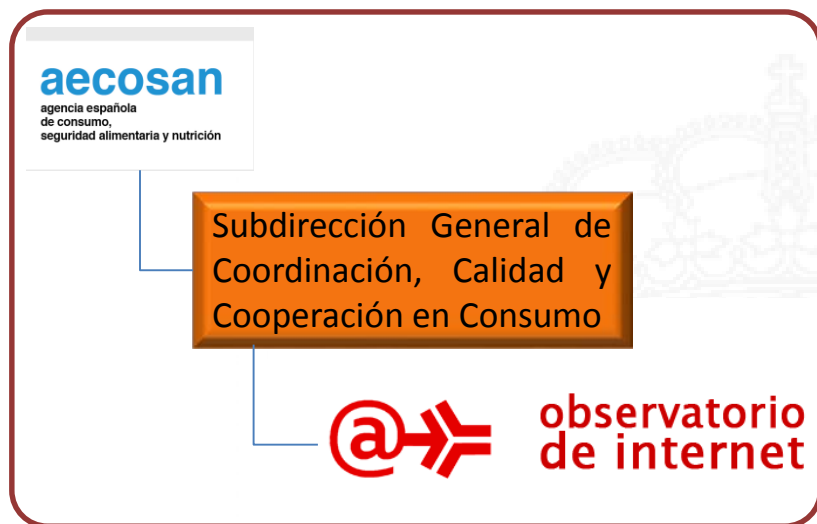 aecosan
agencia española
de consumo,
seguridad alimentaria y nutrición
Subdirección General de
Coordinación, Calidad y
Cooperación en Consumo
@
observatorio
de internet